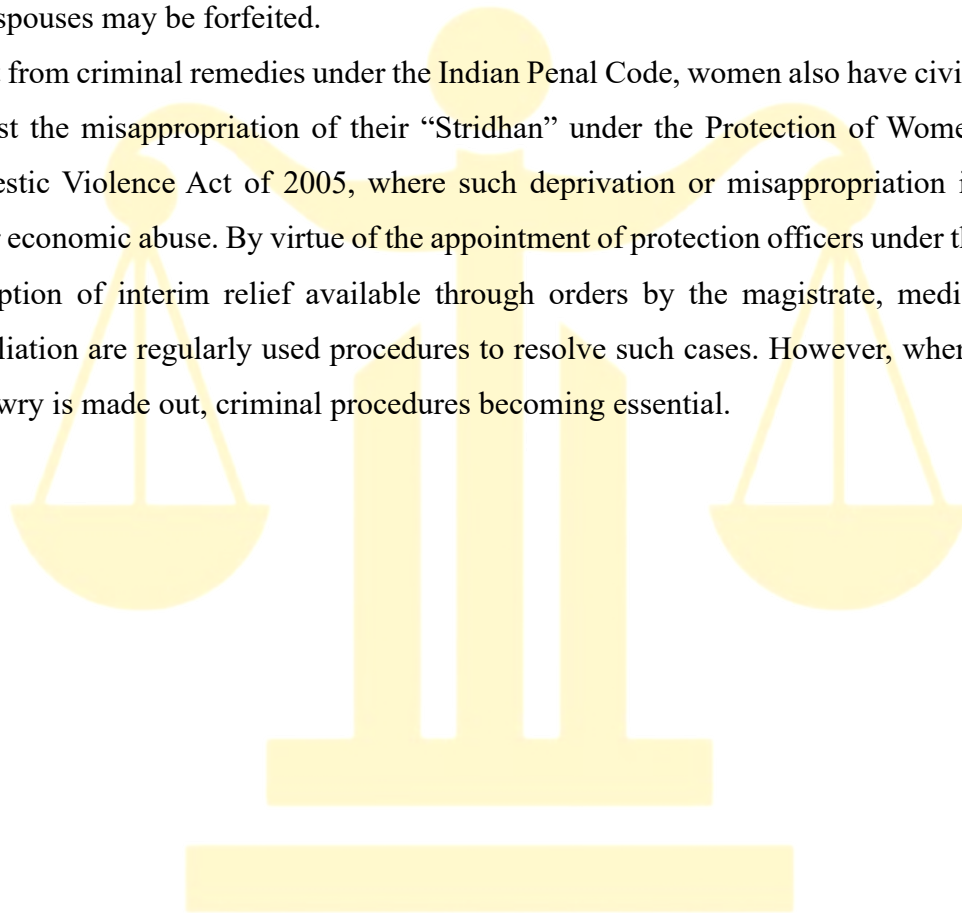 spouses may be forfeited.
from criminal remedies under the Indian Penal Code, women also have civi
st the misappropriation of their “Stridhan” under the Protection of Wome
estic Violence Act of 2005, where such deprivation or misappropriation i
r economic abuse. By virtue of the appointment of protection officers under th
ption of interim relief available through orders by the magistrate, medi
liation are regularly used procedures to resolve such cases. However, wher
wry is made out, criminal procedures becoming essential.